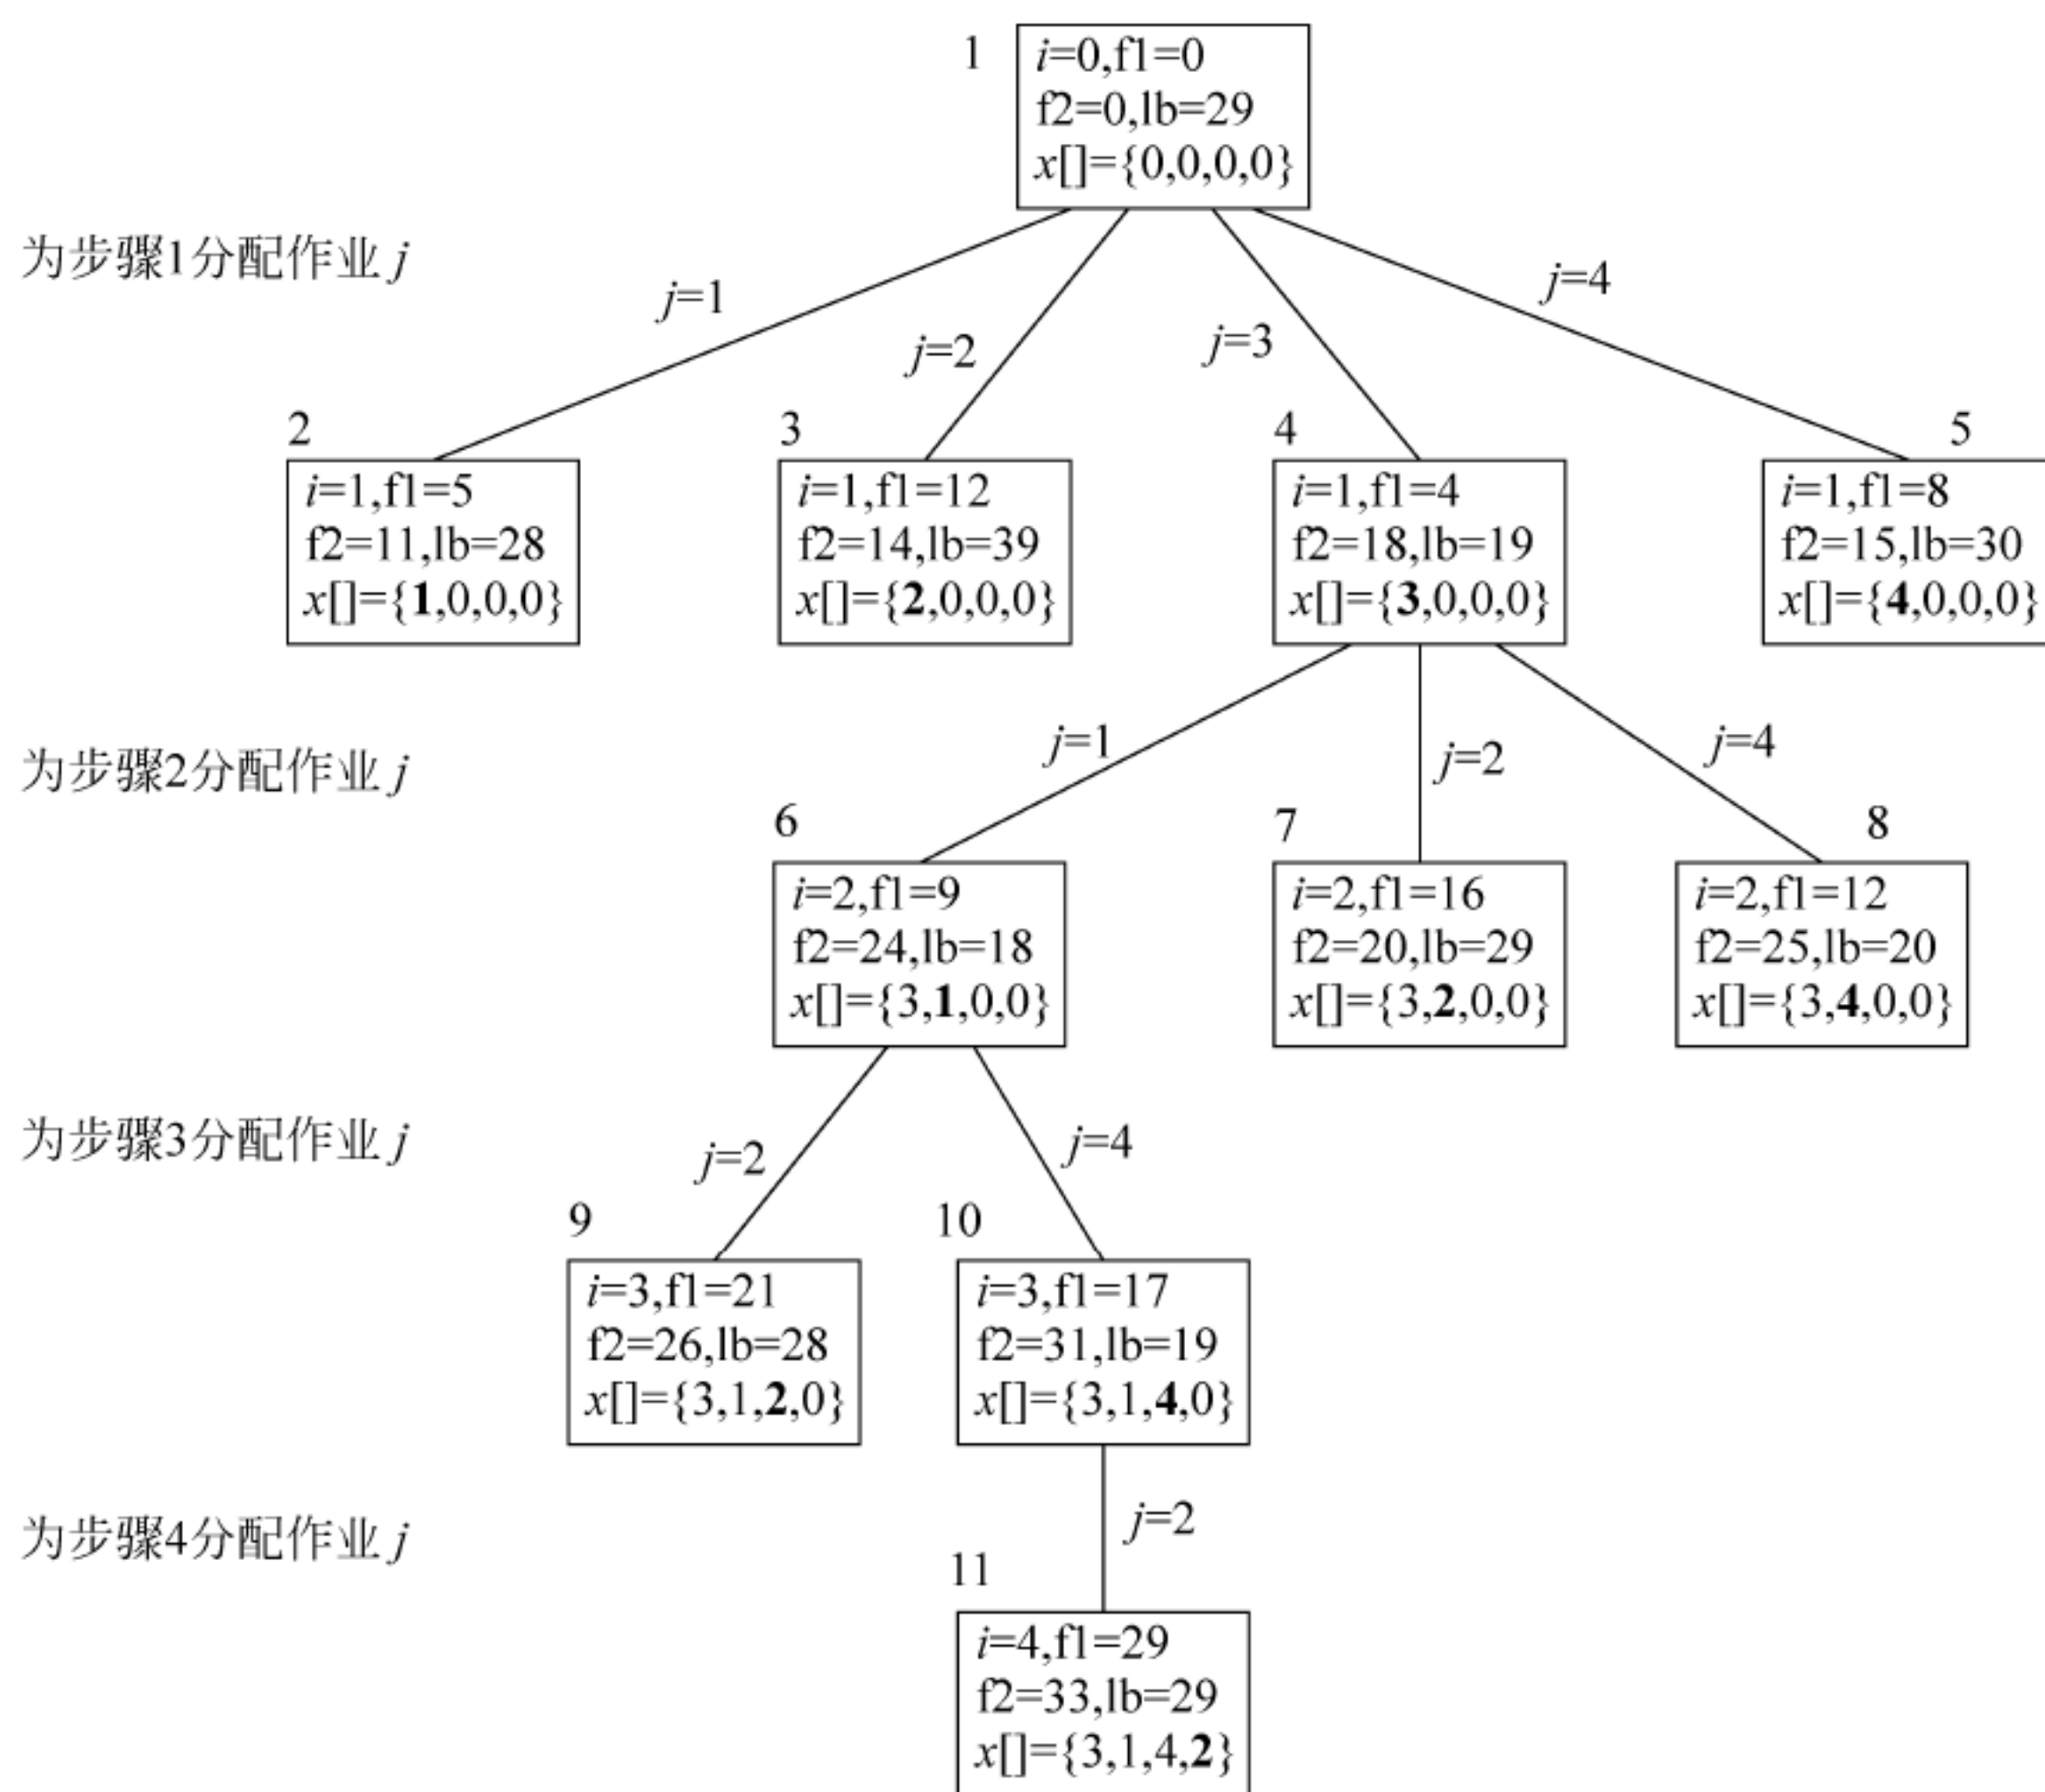 1
i=0,f1=0
f2=0,lb=29
x[]={0,0,0,0}
为步骤1分配作业 j
j=1
j=2
j=3
j=4
2
i=1,f1=5
f2=11,lb=28
x[]={1,0,0,0}
3
i=1,f1=12
f2=14,lb=39
x[]={2,0,0,0}
4
i=1,f1=4
f2=18,lb=19
x[]={3,0,0,0}
5
i=1,f1=8
f2=15,lb=30
x[]={4,0,0,0}
为步骤2分配作业 j
j=1
j=2
j=4
6
i=2,f1=9
f2=24,lb=18
x[]={3,1,0,0}
7
i=2,f1=16
f2=20,lb=29
x[]={3,2,0,0}
8
i=2,f1=12
f2=25,lb=20
x[]={3,4,0,0}
为步骤3分配作业 j
j=2
j=4
9
i=3,f1=21
f2=26,lb=28
x[]={3,1,2,0}
10
i=3,f1=17
f2=31,lb=19
x[]={3,1,4,0}
为步骤4分配作业 j
j=2
11
i=4,f1=29
f2=33,lb=29
x[]={3,1,4,2}